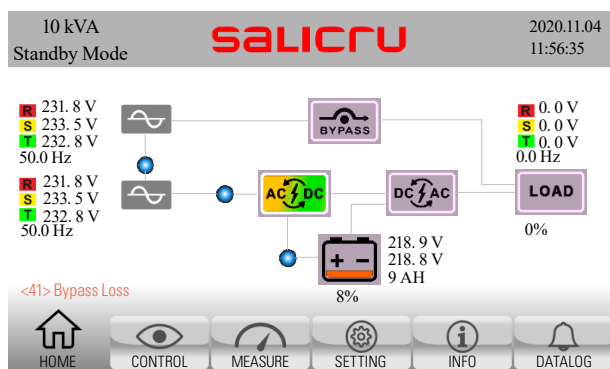 10 kVA
Standby Mode
SALICRU
2020.11.04
11:56:35
R 231. 8 V
S 233. 5 V
T 232. 8 V
50.0 Hz
BYPASS
R 0. 0 V
S 0. 0 V
T 0. 0 V
0.0 Hz
R 231. 8 V
S 233. 5 V
T 232. 8 V
50.0 Hz
AC DC
DC AC
LOAD
0%
+ -
218. 9 V
218. 8 V
9 AH
8%
<41> Bypass Loss
HOME
CONTROL
MEASURE
SETTING
INFO
DATALOG